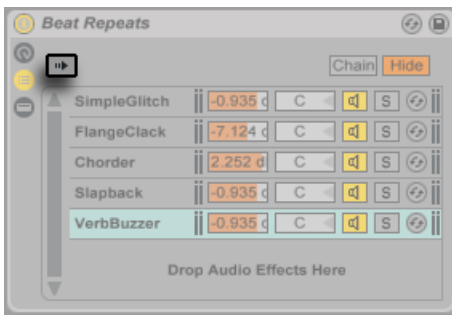 Beat Repeats
Chain Hide
SimpleGlitch -0.935 d C S
FlangeClack -7.124 d C S
Chorder 2.252 d C S
Slapback -0.935 d C S
VerbBuzzer -0.935 d C S
Drop Audio Effects Here